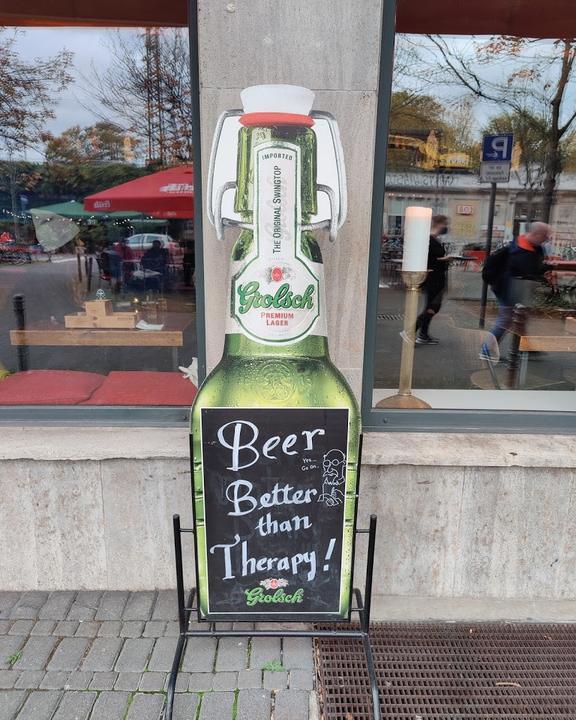 IMPORTED
THE ORIGINAL SWINGTOP
Grolsch
PREMIUM
LAGER
Beer
Yes...
Go on..
Better
than
Therapy!
Grolsch
P